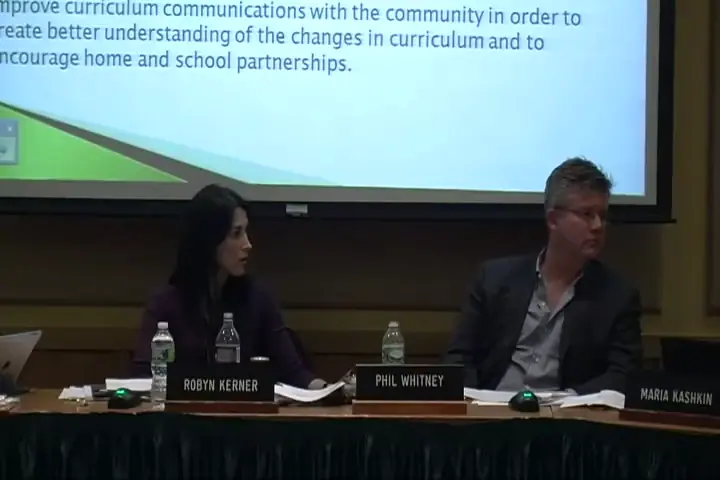 mprove curriculum communications with the community in order to
reate better understanding of the changes in curriculum and to
ncourage home and school partnerships.
ROBYN KERNER
PHIL WHITNEY
MARIA KASHKIN